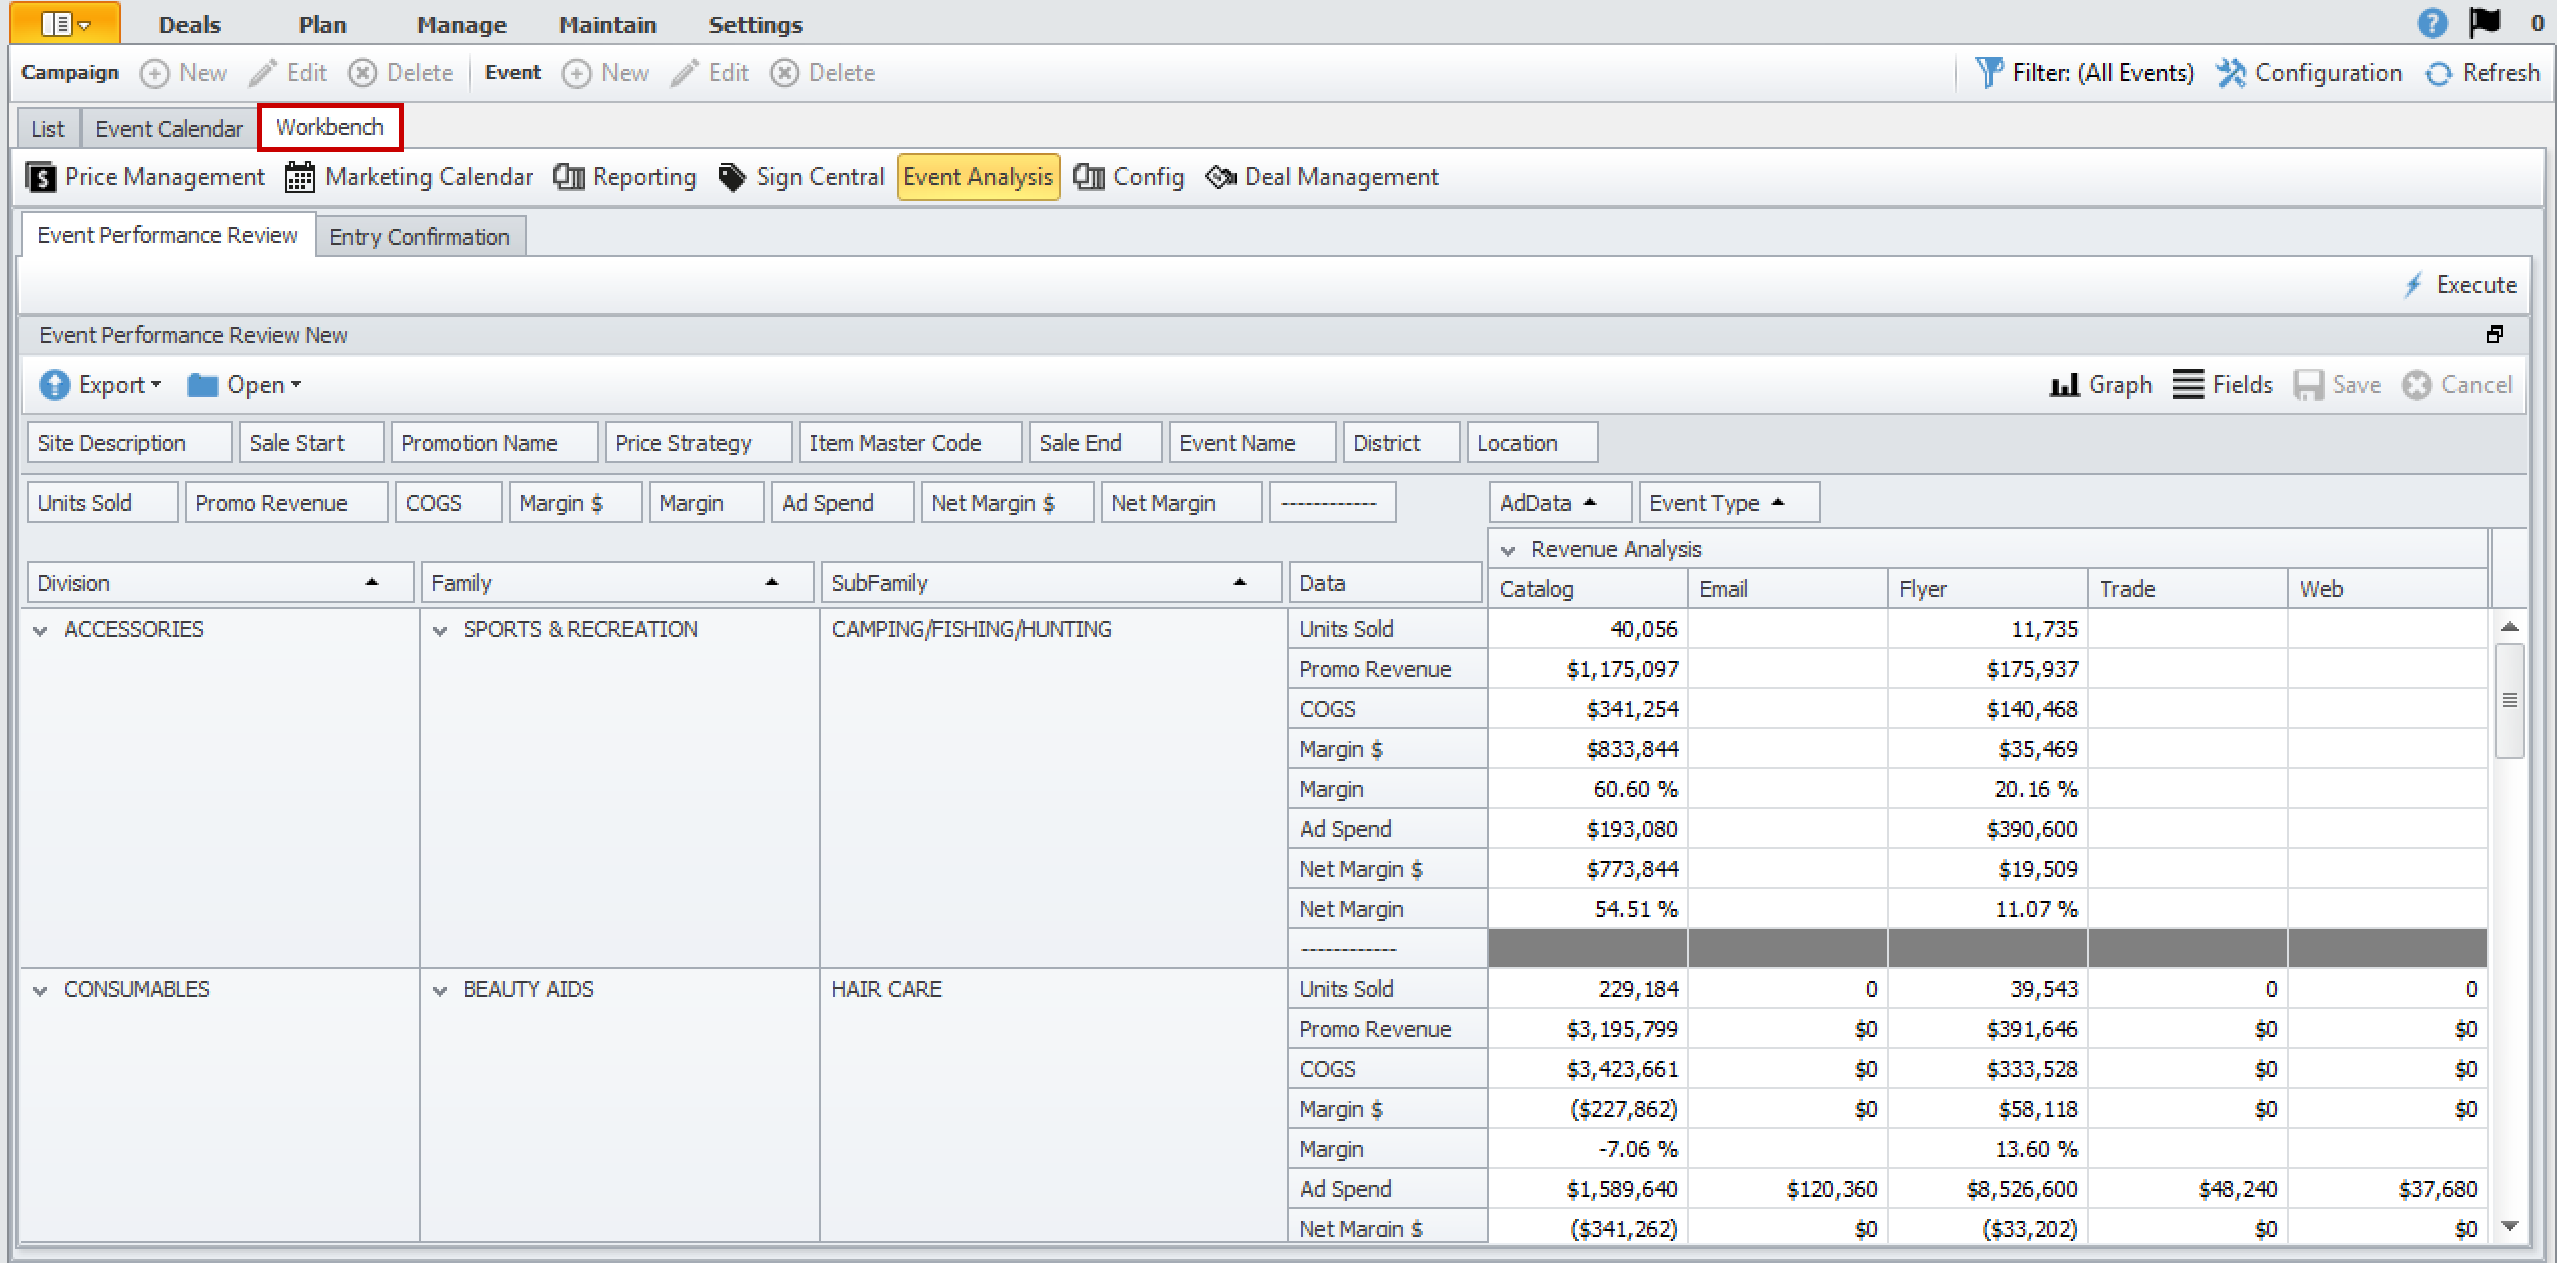 Deals Plan Manage Maintain Settings ? 0
Campaign New Edit Delete Event New Edit Delete Filter: (All Events) Configuration Refresh
List Event Calendar Workbench
$ Price Management Marketing Calendar Reporting Sign Central Event Analysis Config Deal Management
Event Performance Review Entry Confirmation
Execute
Event Performance Review New
Export Open Graph Fields Save Cancel
Site Description Sale Start Promotion Name Price Strategy Item Master Code Sale End Event Name District Location
Units Sold Promo Revenue COGS Margin $ Margin Ad Spend Net Margin $ Net Margin ------------ AdData Event Type
Revenue Analysis
Division Family SubFamily Data Catalog Email Flyer Trade Web
ACCESSORIES SPORTS & RECREATION CAMPING/FISHING/HUNTING Units Sold 40,056 11,735
Promo Revenue $1,175,097 $175,937
COGS $341,254 $140,468
Margin $ $833,844 $35,469
Margin 60.60 % 20.16 %
Ad Spend $193,080 $390,600
Net Margin $ $773,844 $19,509
Net Margin 54.51 % 11.07 %
------------
CONSUMABLES BEAUTY AIDS HAIR CARE Units Sold 229,184 0 39,543 0 0
Promo Revenue $3,195,799 $0 $391,646 $0 $0
COGS $3,423,661 $0 $333,528 $0 $0
Margin $ ($227,862) $0 $58,118 $0 $0
Margin -7.06 % 13.60 %
Ad Spend $1,589,640 $120,360 $8,526,600 $48,240 $37,680
Net Margin $ ($341,262) $0 ($33,202) $0 $0